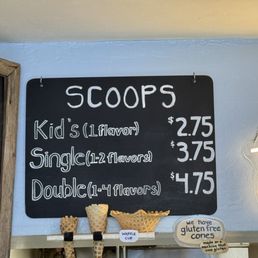 SCOOPS
Kid's (1 flavor) $2.75
Single (1-2 flavors) $3.75
Double (1-4 flavors) $4.75
WAFFLE CUP
we have
gluten free
cones